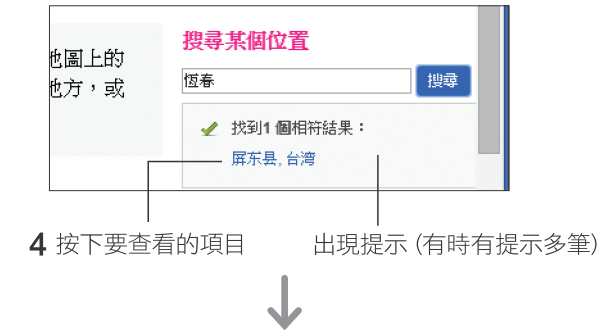 搜尋某個位置
也圖上的
也方，或
恆春
搜尋
找到1 個相符結果：
屏东县, 台湾
4 按下要查看的項目
出現提示 (有時有提示多筆)